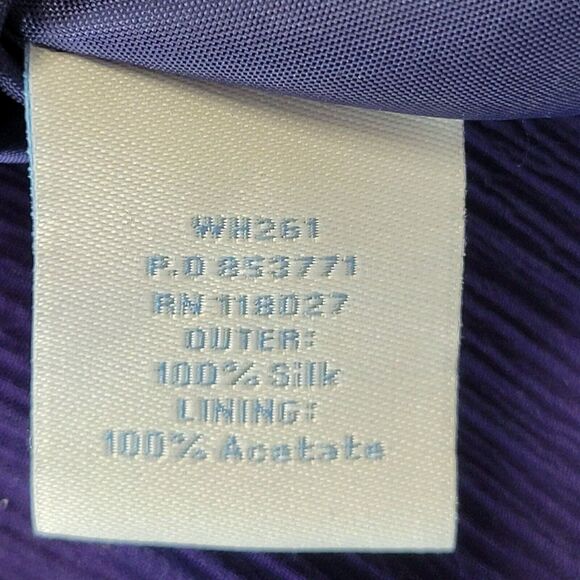 WH261
P.O 853771
RN 118027
OUTER:
100% Silk
LINING:
100% Acetate